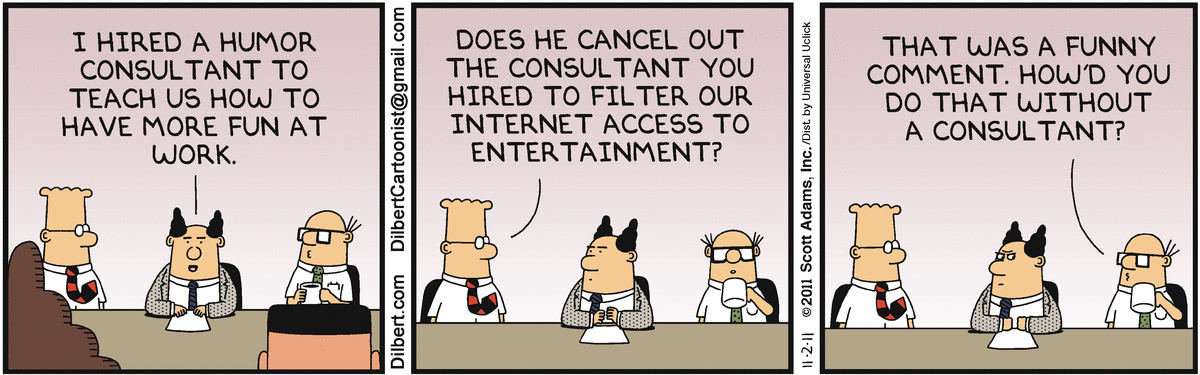 I HIRED A HUMOR
CONSULTANT TO
TEACH US HOW TO
HAVE MORE FUN AT
WORK.
Dilbert.com DilbertCartoonist@gmail.com
DOES HE CANCEL OUT
THE CONSULTANT YOU
HIRED TO FILTER OUR
INTERNET ACCESS TO
ENTERTAINMENT?
11-2-11 ©2011 Scott Adams, Inc. /Dist. by Universal Uclick
THAT WAS A FUNNY
COMMENT. HOW'D YOU
DO THAT WITHOUT
A CONSULTANT?